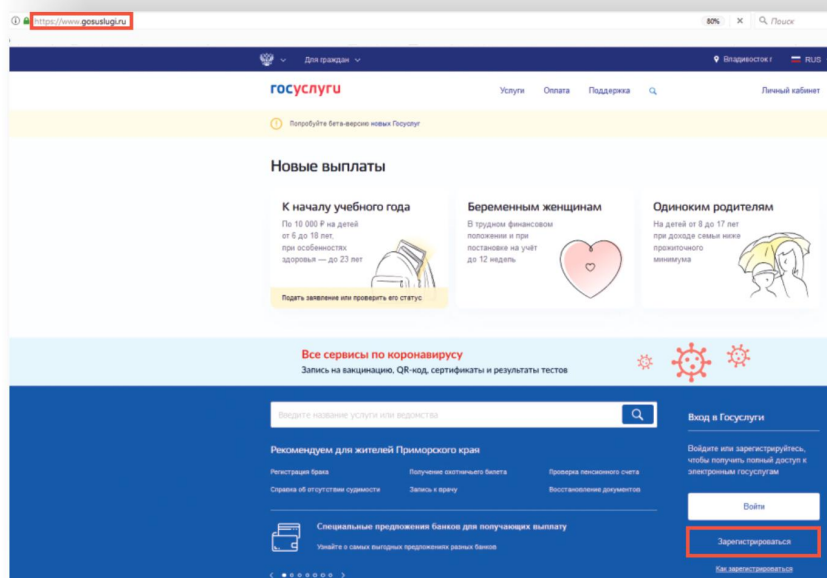 https://www.gosuslugi.ru
80%
Поиск
Для граждан
Владивосток г
RUS
госуслуги
Услуги
Оплата
Поддержка
Личный кабинет
Попробуйте бета-версию новых Госуслуг
Новые выплаты
К началу учебного года
По 10 000 ₽ на детей
от 6 до 18 лет,
при особенностях
здоровья — до 23 лет
Подать заявление или проверить его статус
Беременным женщинам
В трудном финансовом
положении и при
постановке на учёт
до 12 недель
Одиноким родителям
На детей от 8 до 17 лет
при доходе семьи ниже
прожиточного
минимума
Все сервисы по коронавирусу
Запись на вакцинацию, QR-код, сертификаты и результаты тестов
Введите название услуги или ведомства
Рекомендуем для жителей Приморского края
Регистрация брака
Получение охотничьего билета
Проверка пенсионного счета
Справка об отсутствии судимости
Запись к врачу
Восстановление документов
Специальные предложения банков для получающих выплату
Узнайте о самых выгодных предложениях разных банков
Вход в Госуслуги
Войдите или зарегистрируйтесь,
чтобы получить полный доступ к
электронным госуслугам
Войти
Зарегистрироваться
Как зарегистрироваться